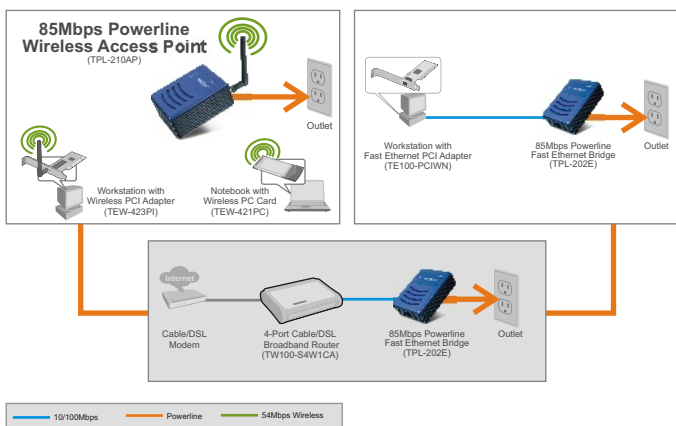 85Mbps Powerline
Wireless Access Point
(TPL-210AP)
Outlet
Workstation with
Wireless PCI Adapter
(TEW-423PI)
Notebook with
Wireless PC Card
(TEW-421PC)
Workstation with
Fast Ethernet PCI Adapter
(TE100-PCIWN)
85Mbps Powerline
Fast Ethernet Bridge
(TPL-202E)
Outlet
Internet
Cable/DSL
Modem
4-Port Cable/DSL
Broadband Router
(TW100-S4W1CA)
85Mbps Powerline
Fast Ethernet Bridge
(TPL-202E)
Outlet
10/100Mbps
Powerline
54Mbps Wireless